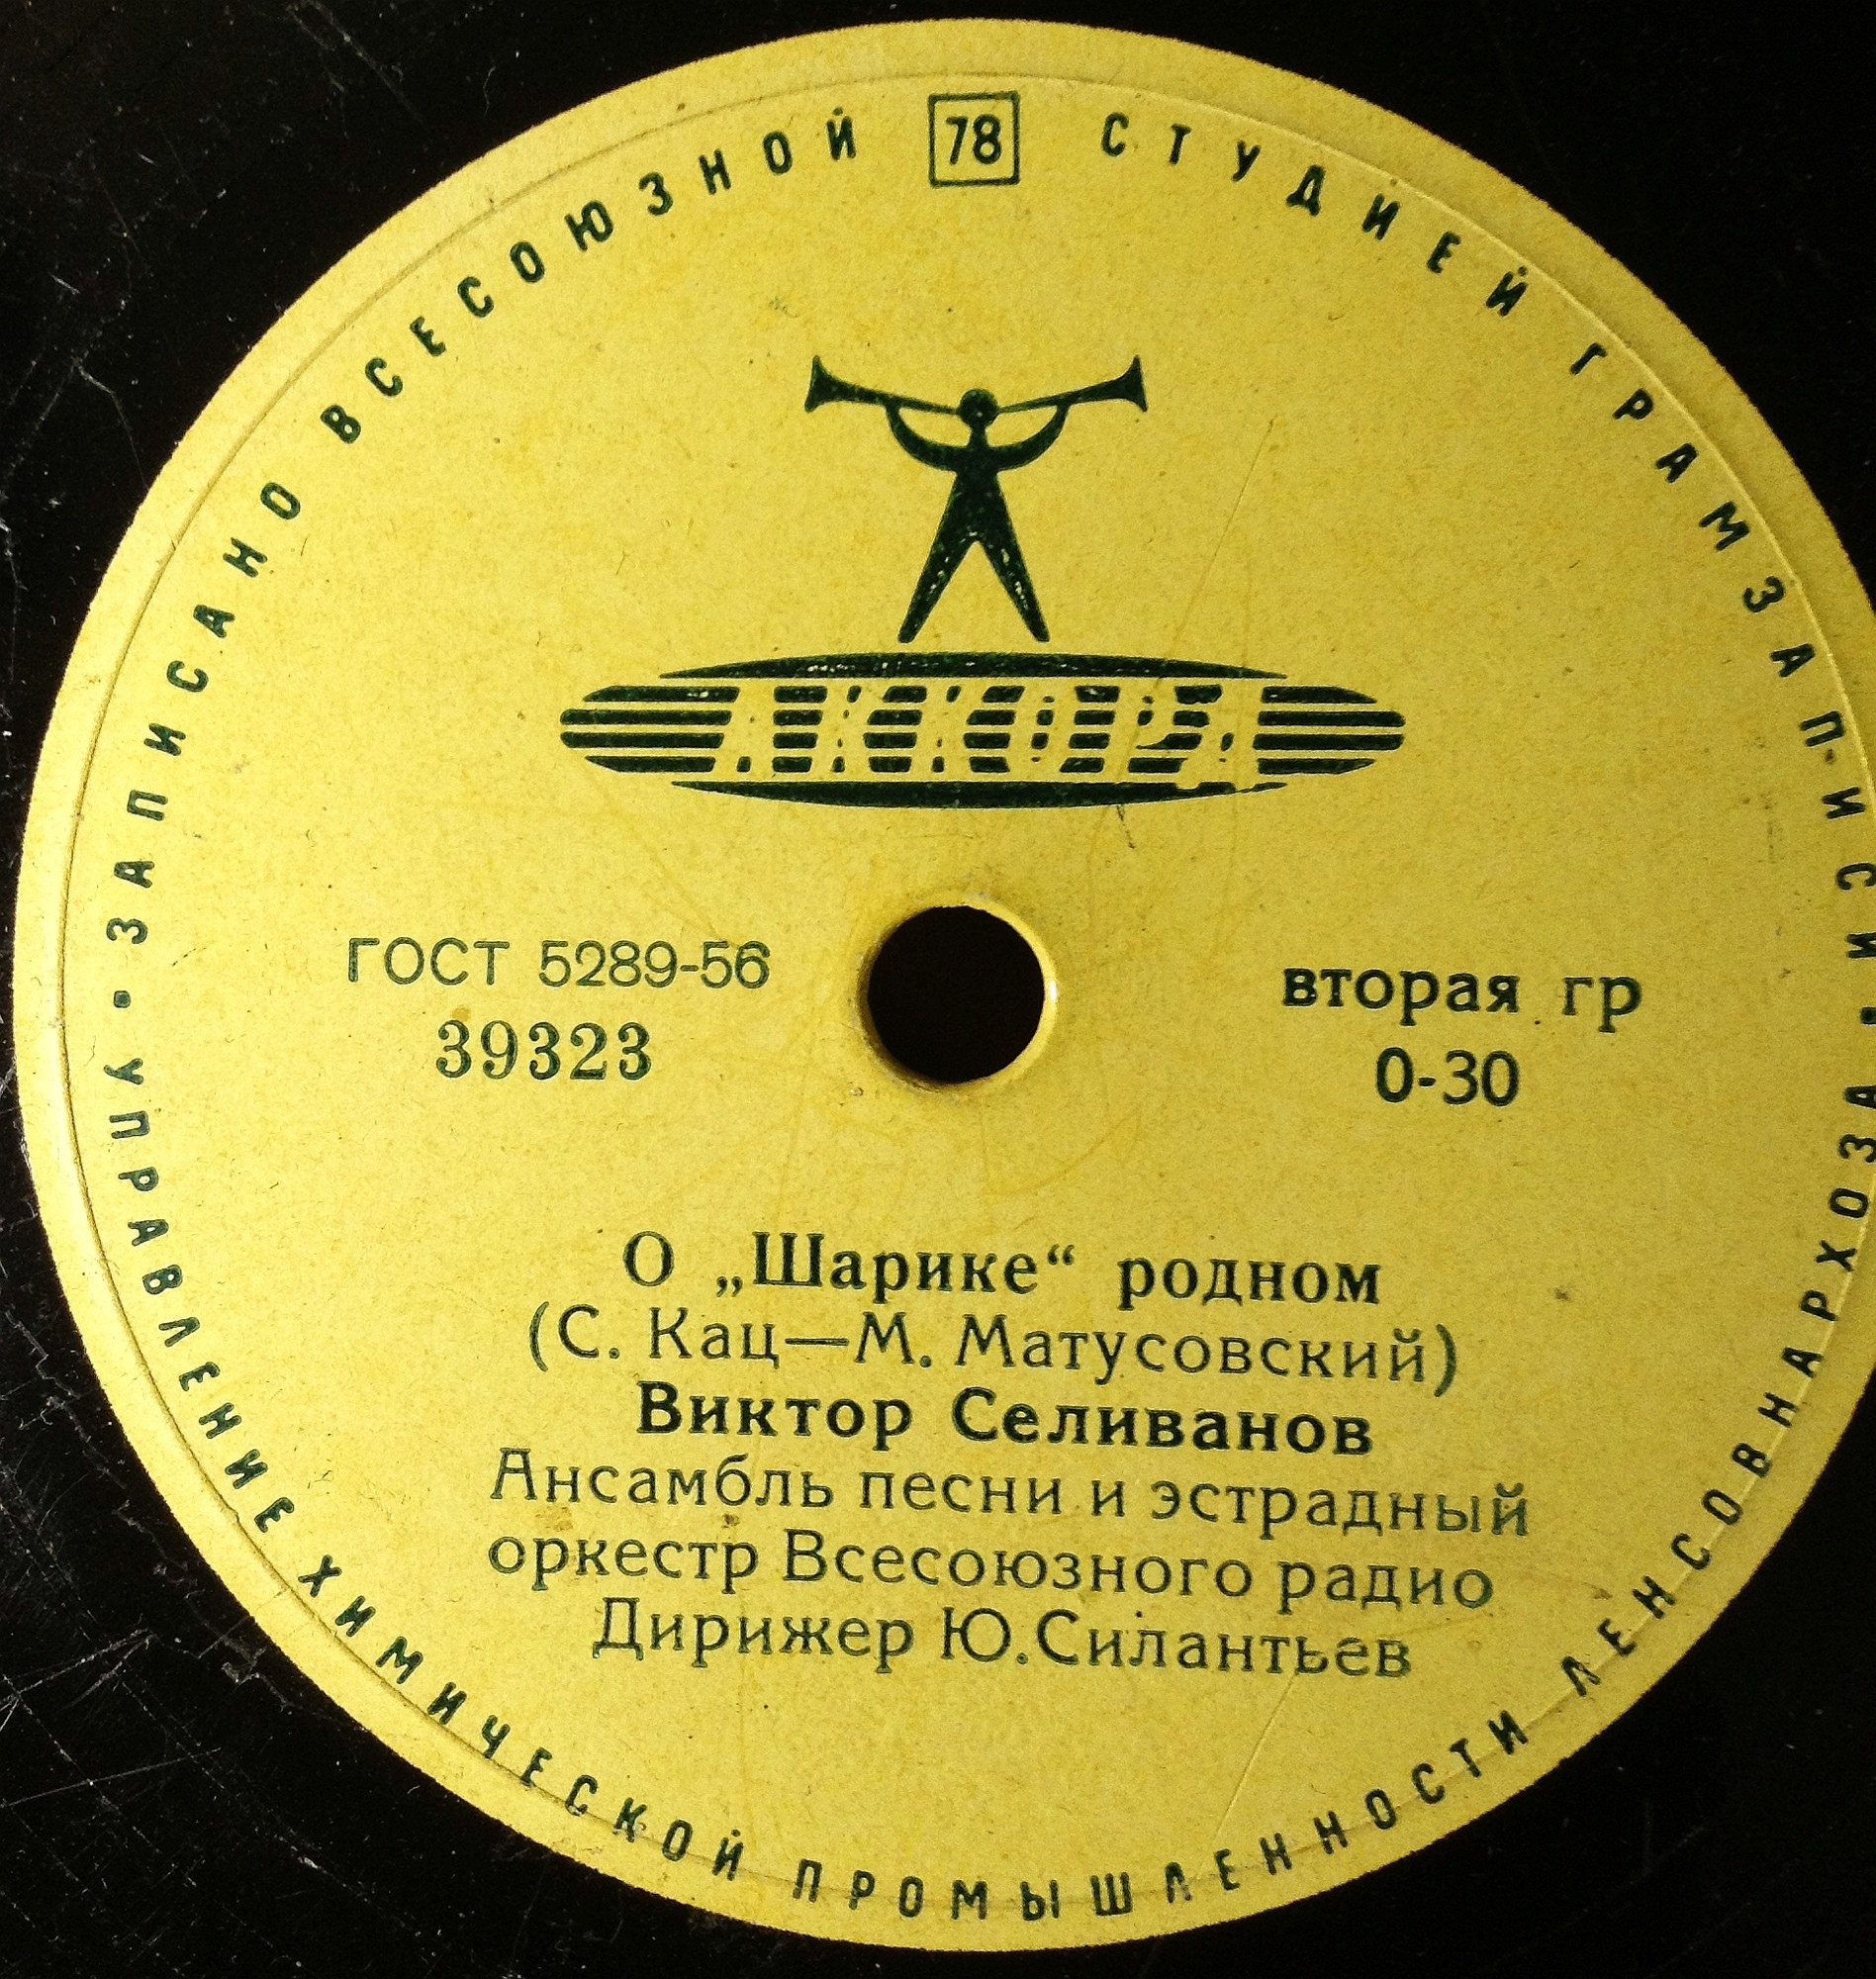 ЗАПИСАНО ВСЕСОЮЗНОЙ 78 СТУДИЕЙ ГРАМЗАПИСИ
АККОРД
ГОСТ 5289-56
39323
вторая гр
0-30
О „Шарике“ родном
(С. Кац—М. Матусовский)
Виктор Селиванов
Ансамбль песни и эстрадный
оркестр Всесоюзного радио
Дирижер Ю.Силантьев
УПРАВЛЕНИЕ ХИМИЧЕСКОЙ ПРОМЫШЛЕННОСТИ ЛЕНСОВНАРХОЗА